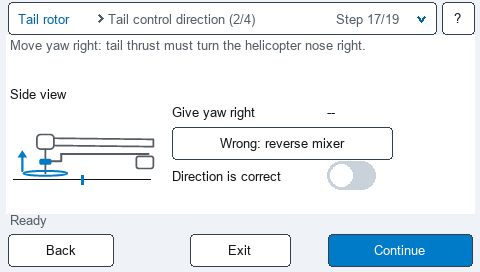 Tail rotor > Tail control direction (2/4) Step 17/19 ?
Move yaw right: tail thrust must turn the helicopter nose right.
Side view
Give yaw right --
Wrong: reverse mixer
Direction is correct
Ready
Back Exit Continue